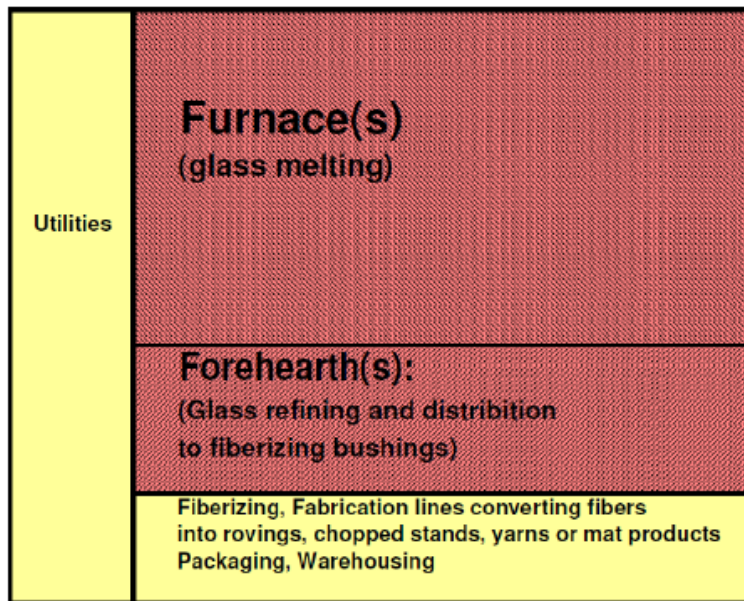 Utilities
Furnace(s)
(glass melting)
Forehearth(s):
(Glass refining and distribition
to fiberizing bushings)
Fiberizing, Fabrication lines converting fibers
into rovings, chopped stands, yarns or mat products
Packaging, Warehousing